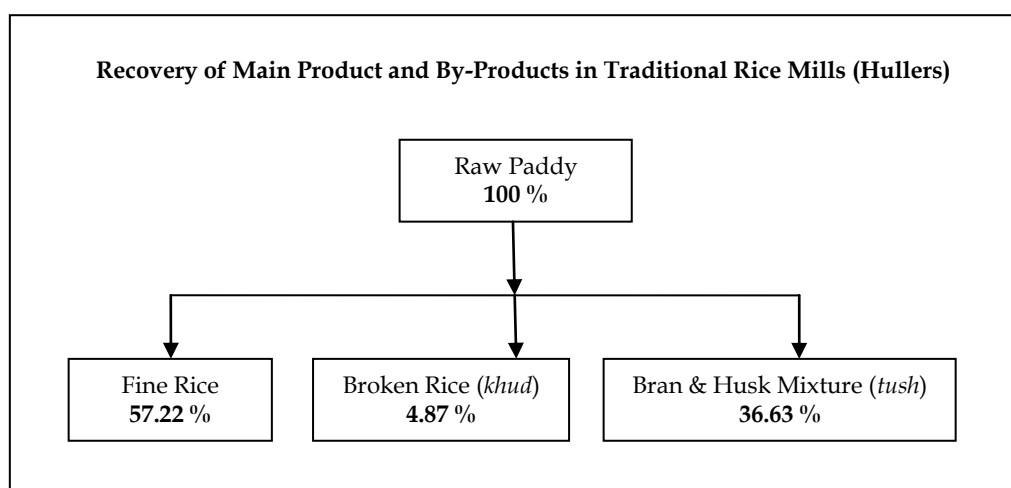 Recovery of Main Product and By-Products in Traditional Rice Mills (Hullers)
Raw Paddy
100 %
Fine Rice
57.22 %
Broken Rice (khud)
4.87 %
Bran & Husk Mixture (tush)
36.63 %